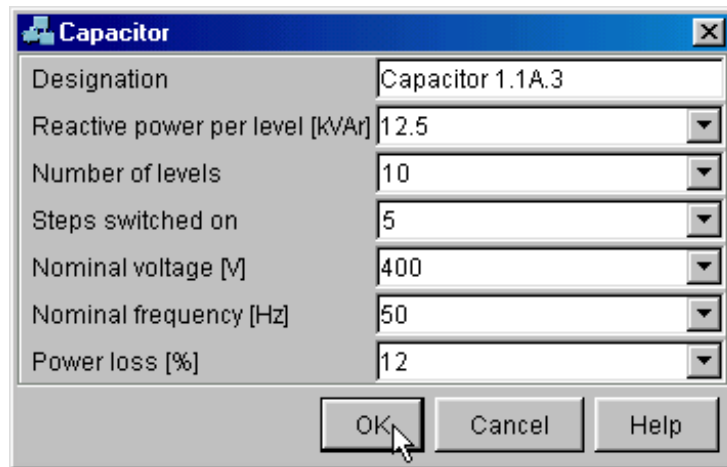 Capacitor
Designation Capacitor 1.1A.3
Reactive power per level [kVAr] 12.5
Number of levels 10
Steps switched on 5
Nominal voltage [V] 400
Nominal frequency [Hz] 50
Power loss [%] 12
OK Cancel Help